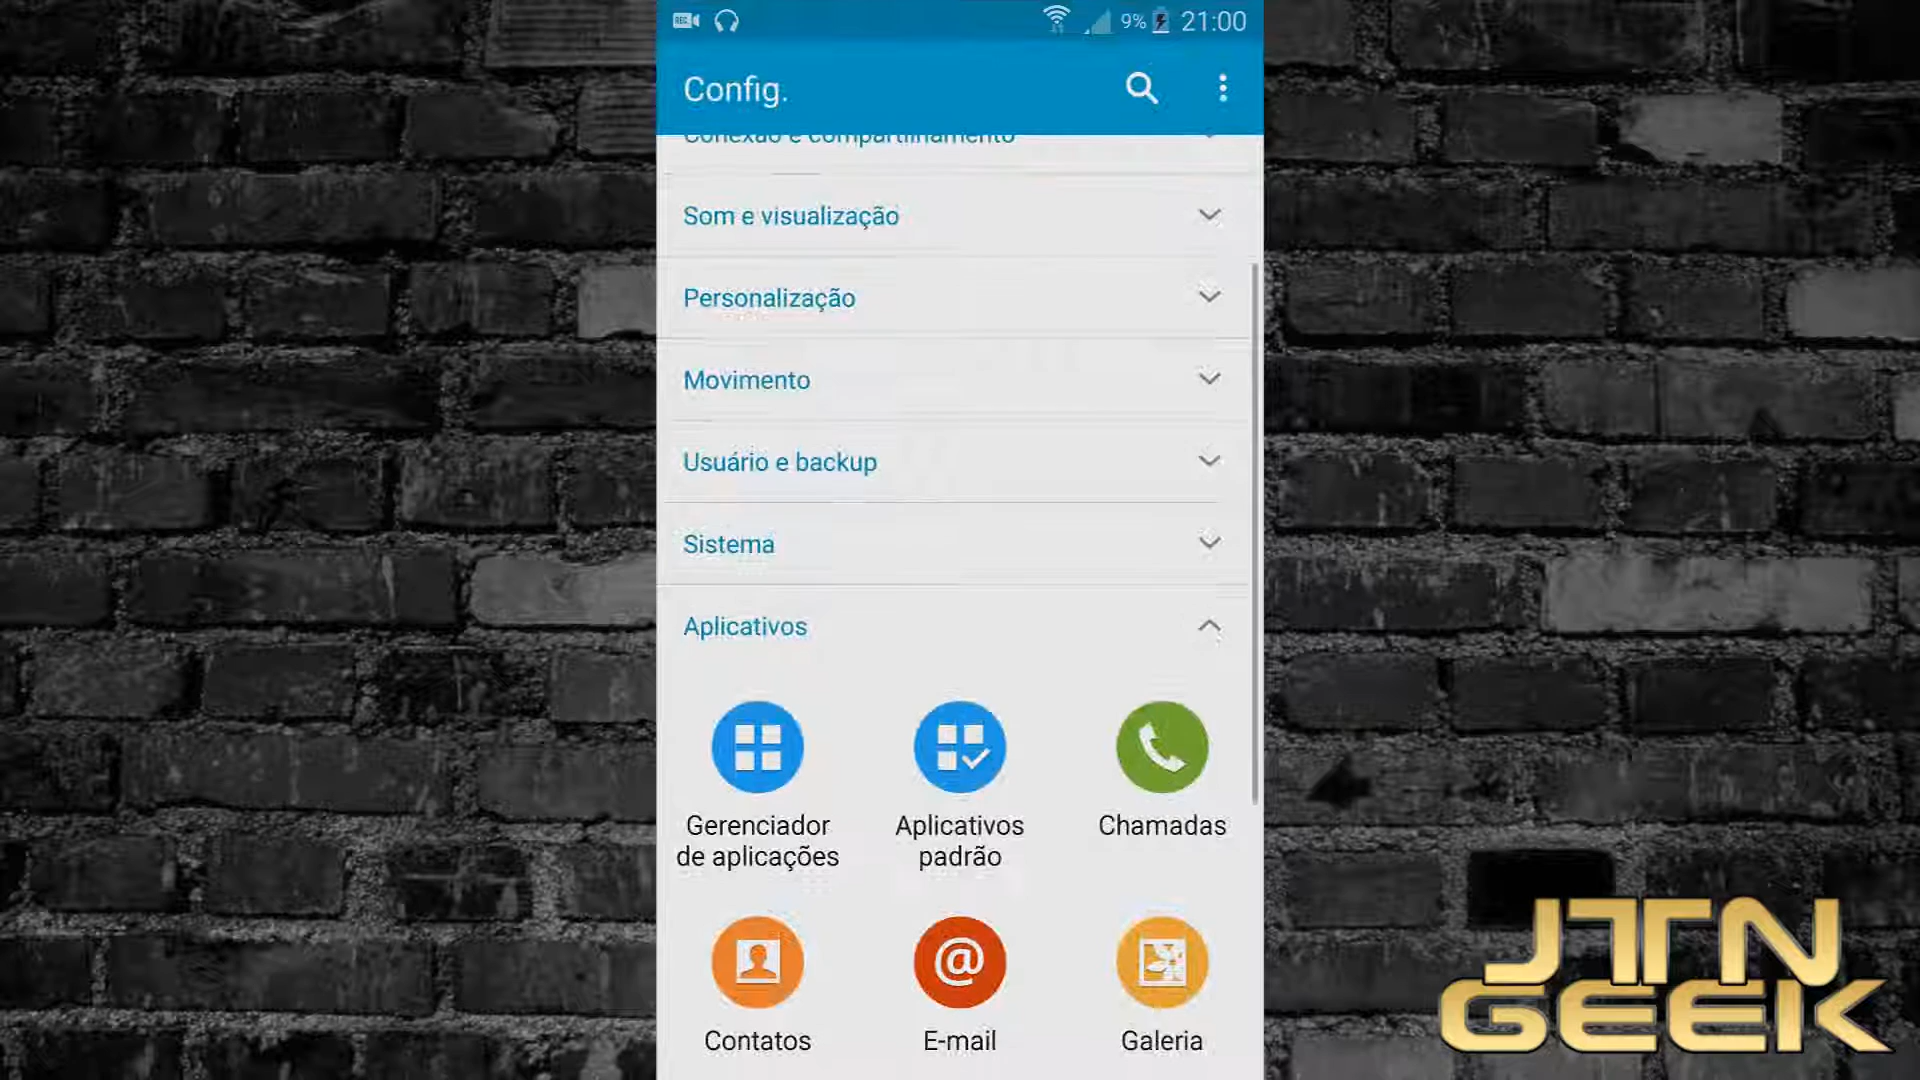 REC
9%
21:00
Config.
Conexão e compartilhamento
Som e visualização
Personalização
Movimento
Usuário e backup
Sistema
Aplicativos
Gerenciador
de aplicações
Aplicativos
padrão
Chamadas
@
Contatos
E-mail
Galeria
JTN
GEEK